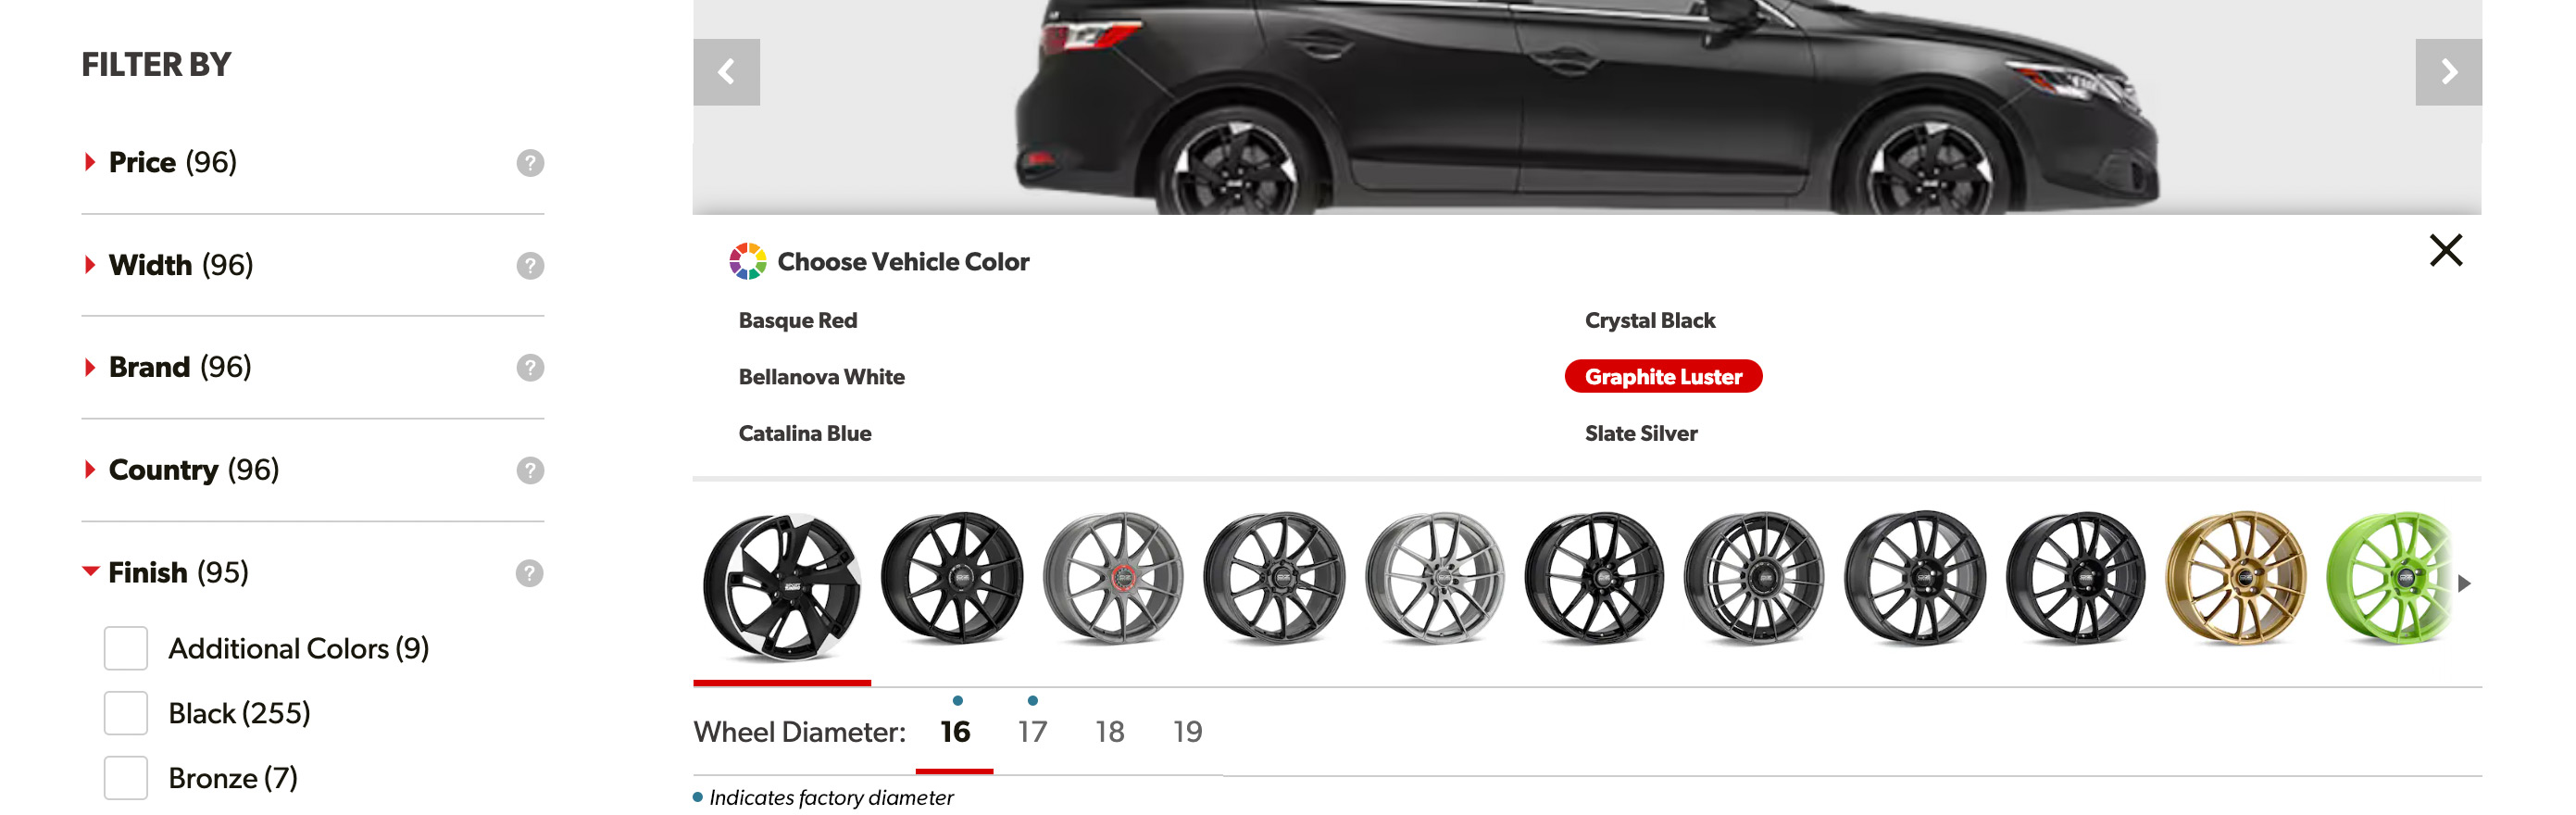 FILTER BY
Price (96)
?
Width (96)
?
Brand (96)
?
Country (96)
?
Finish (95)
?
Additional Colors (9)
Black (255)
Bronze (7)
Choose Vehicle Color
Basque Red
Crystal Black
Bellanova White
Graphite Luster
Catalina Blue
Slate Silver
Wheel Diameter: 16 17 18 19
Indicates factory diameter